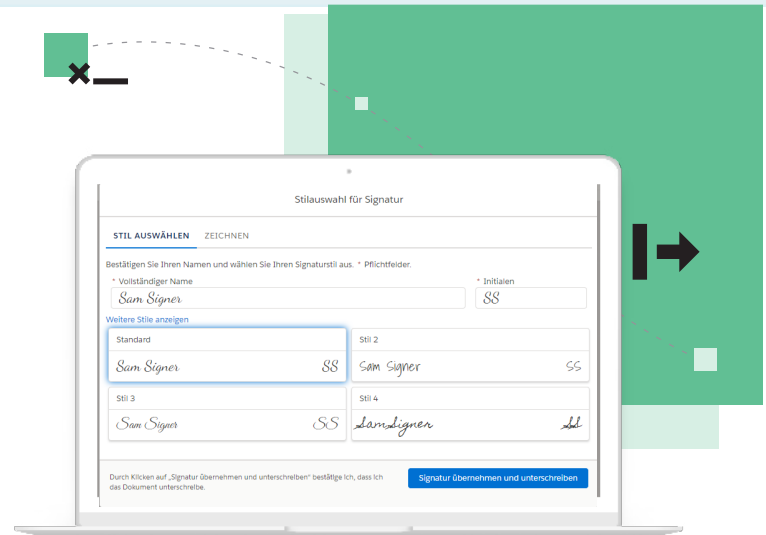 Stilauswahl für Signatur
STIL AUSWÄHLEN ZEICHNEN
Bestätigen Sie Ihren Namen und wählen Sie Ihren Signaturstil aus. * Pflichtfelder.
* Vollständiger Name * Initialen
Sam Signer SS
Weitere Stile anzeigen
Standard Stil 2
Sam Signer SS Sam Signer SS
Stil 3 Stil 4
Sam Signer SS Sam Signer SS
Durch Klicken auf „Signatur übernehmen und unterschreiben" bestätige ich, dass ich
das Dokument unterschreibe.
Signatur übernehmen und unterschreiben